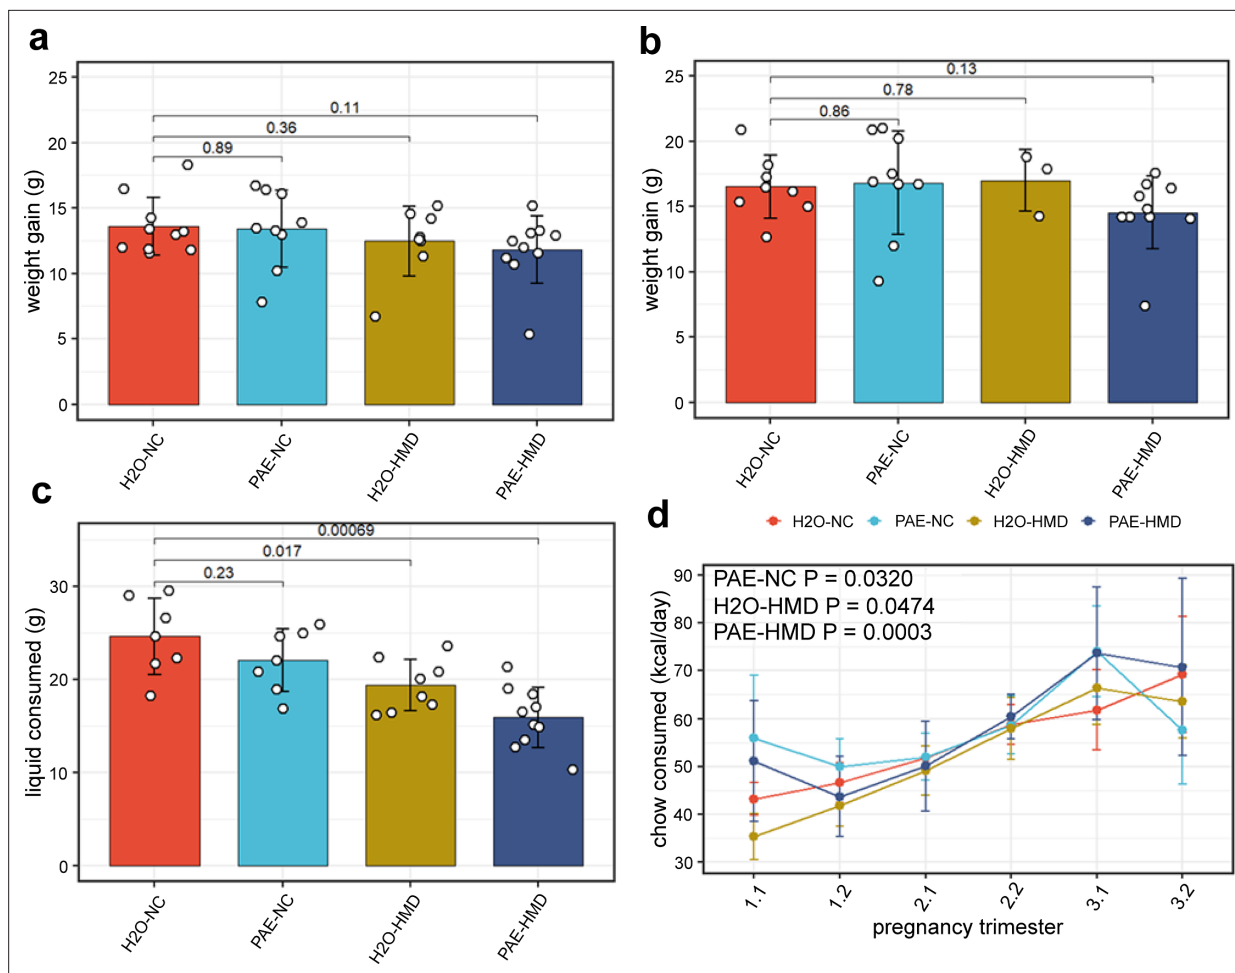 a
25
20
15
10
5
0
weight gain (g)
0.11
0.36
0.89
H2O-NC
PAE-NC
H2O-HMD
PAE-HMD
b
25
20
15
10
5
0
weight gain (g)
0.13
0.78
0.86
H2O-NC
PAE-NC
H2O-HMD
PAE-HMD
c
30
20
10
0
liquid consumed (g)
0.00069
0.017
0.23
H2O-NC
PAE-NC
H2O-HMD
PAE-HMD
d
H2O-NC PAE-NC H2O-HMD PAE-HMD
PAE-NC P = 0.0320
H2O-HMD P = 0.0474
PAE-HMD P = 0.0003
90
80
70
60
50
40
30
chow consumed (kcal/day)
1.1
1.2
2.1
2.2
3.1
3.2
pregnancy trimester